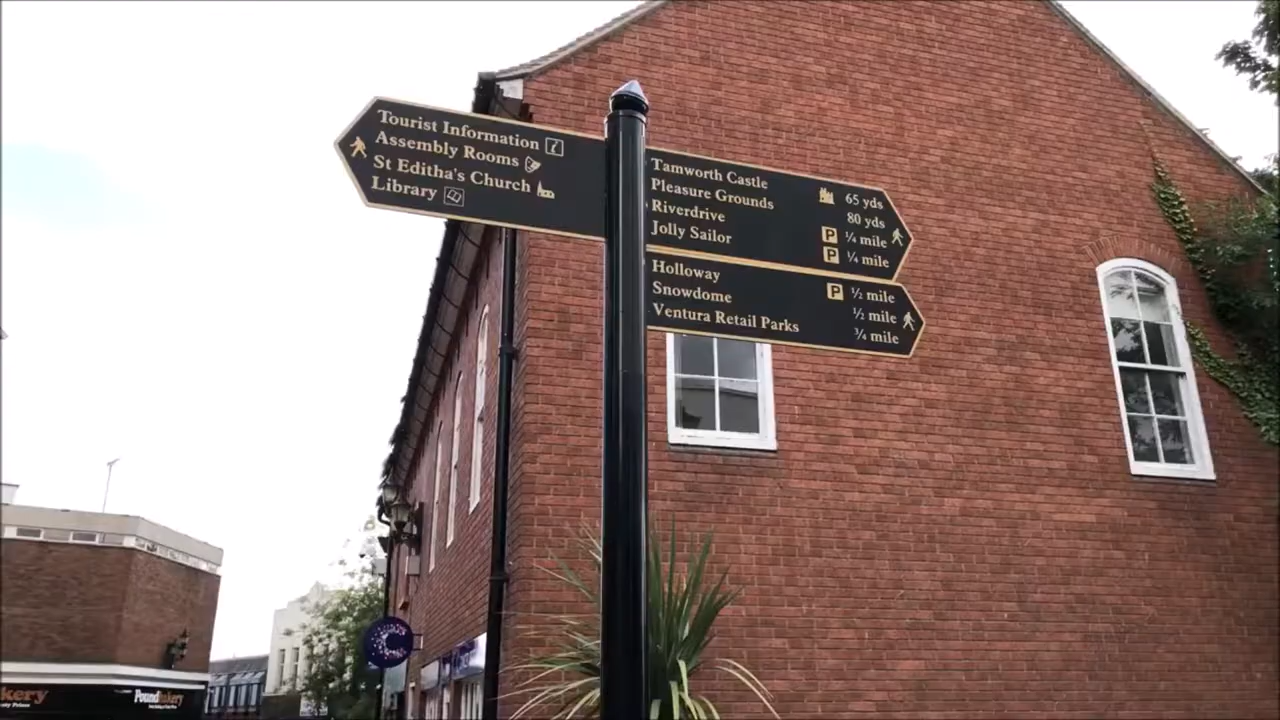 Tourist Information
Assembly Rooms
St Editha's Church
Library
Tamworth Castle 65 yds
Pleasure Grounds 80 yds
Riverdrive P ¼ mile
Jolly Sailor P ¼ mile
Holloway P ½ mile
Snowdome ½ mile
Ventura Retail Parks ¾ mile
kery
PoundBakery